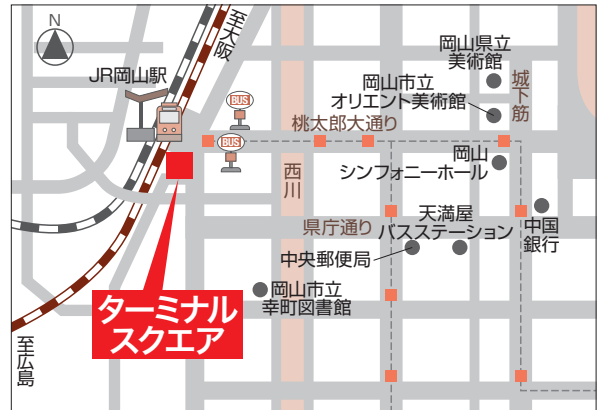 N
至大阪
JR岡山駅
BUS
BUS
岡山県立
美術館
岡山市立
オリエント美術館
城下筋
桃太郎大通り
岡山
シンフォニーホール
西川
県庁通り
天満屋
バスステーション
中国
銀行
中央郵便局
岡山市立
幸町図書館
ターミナル
スクエア
至広島